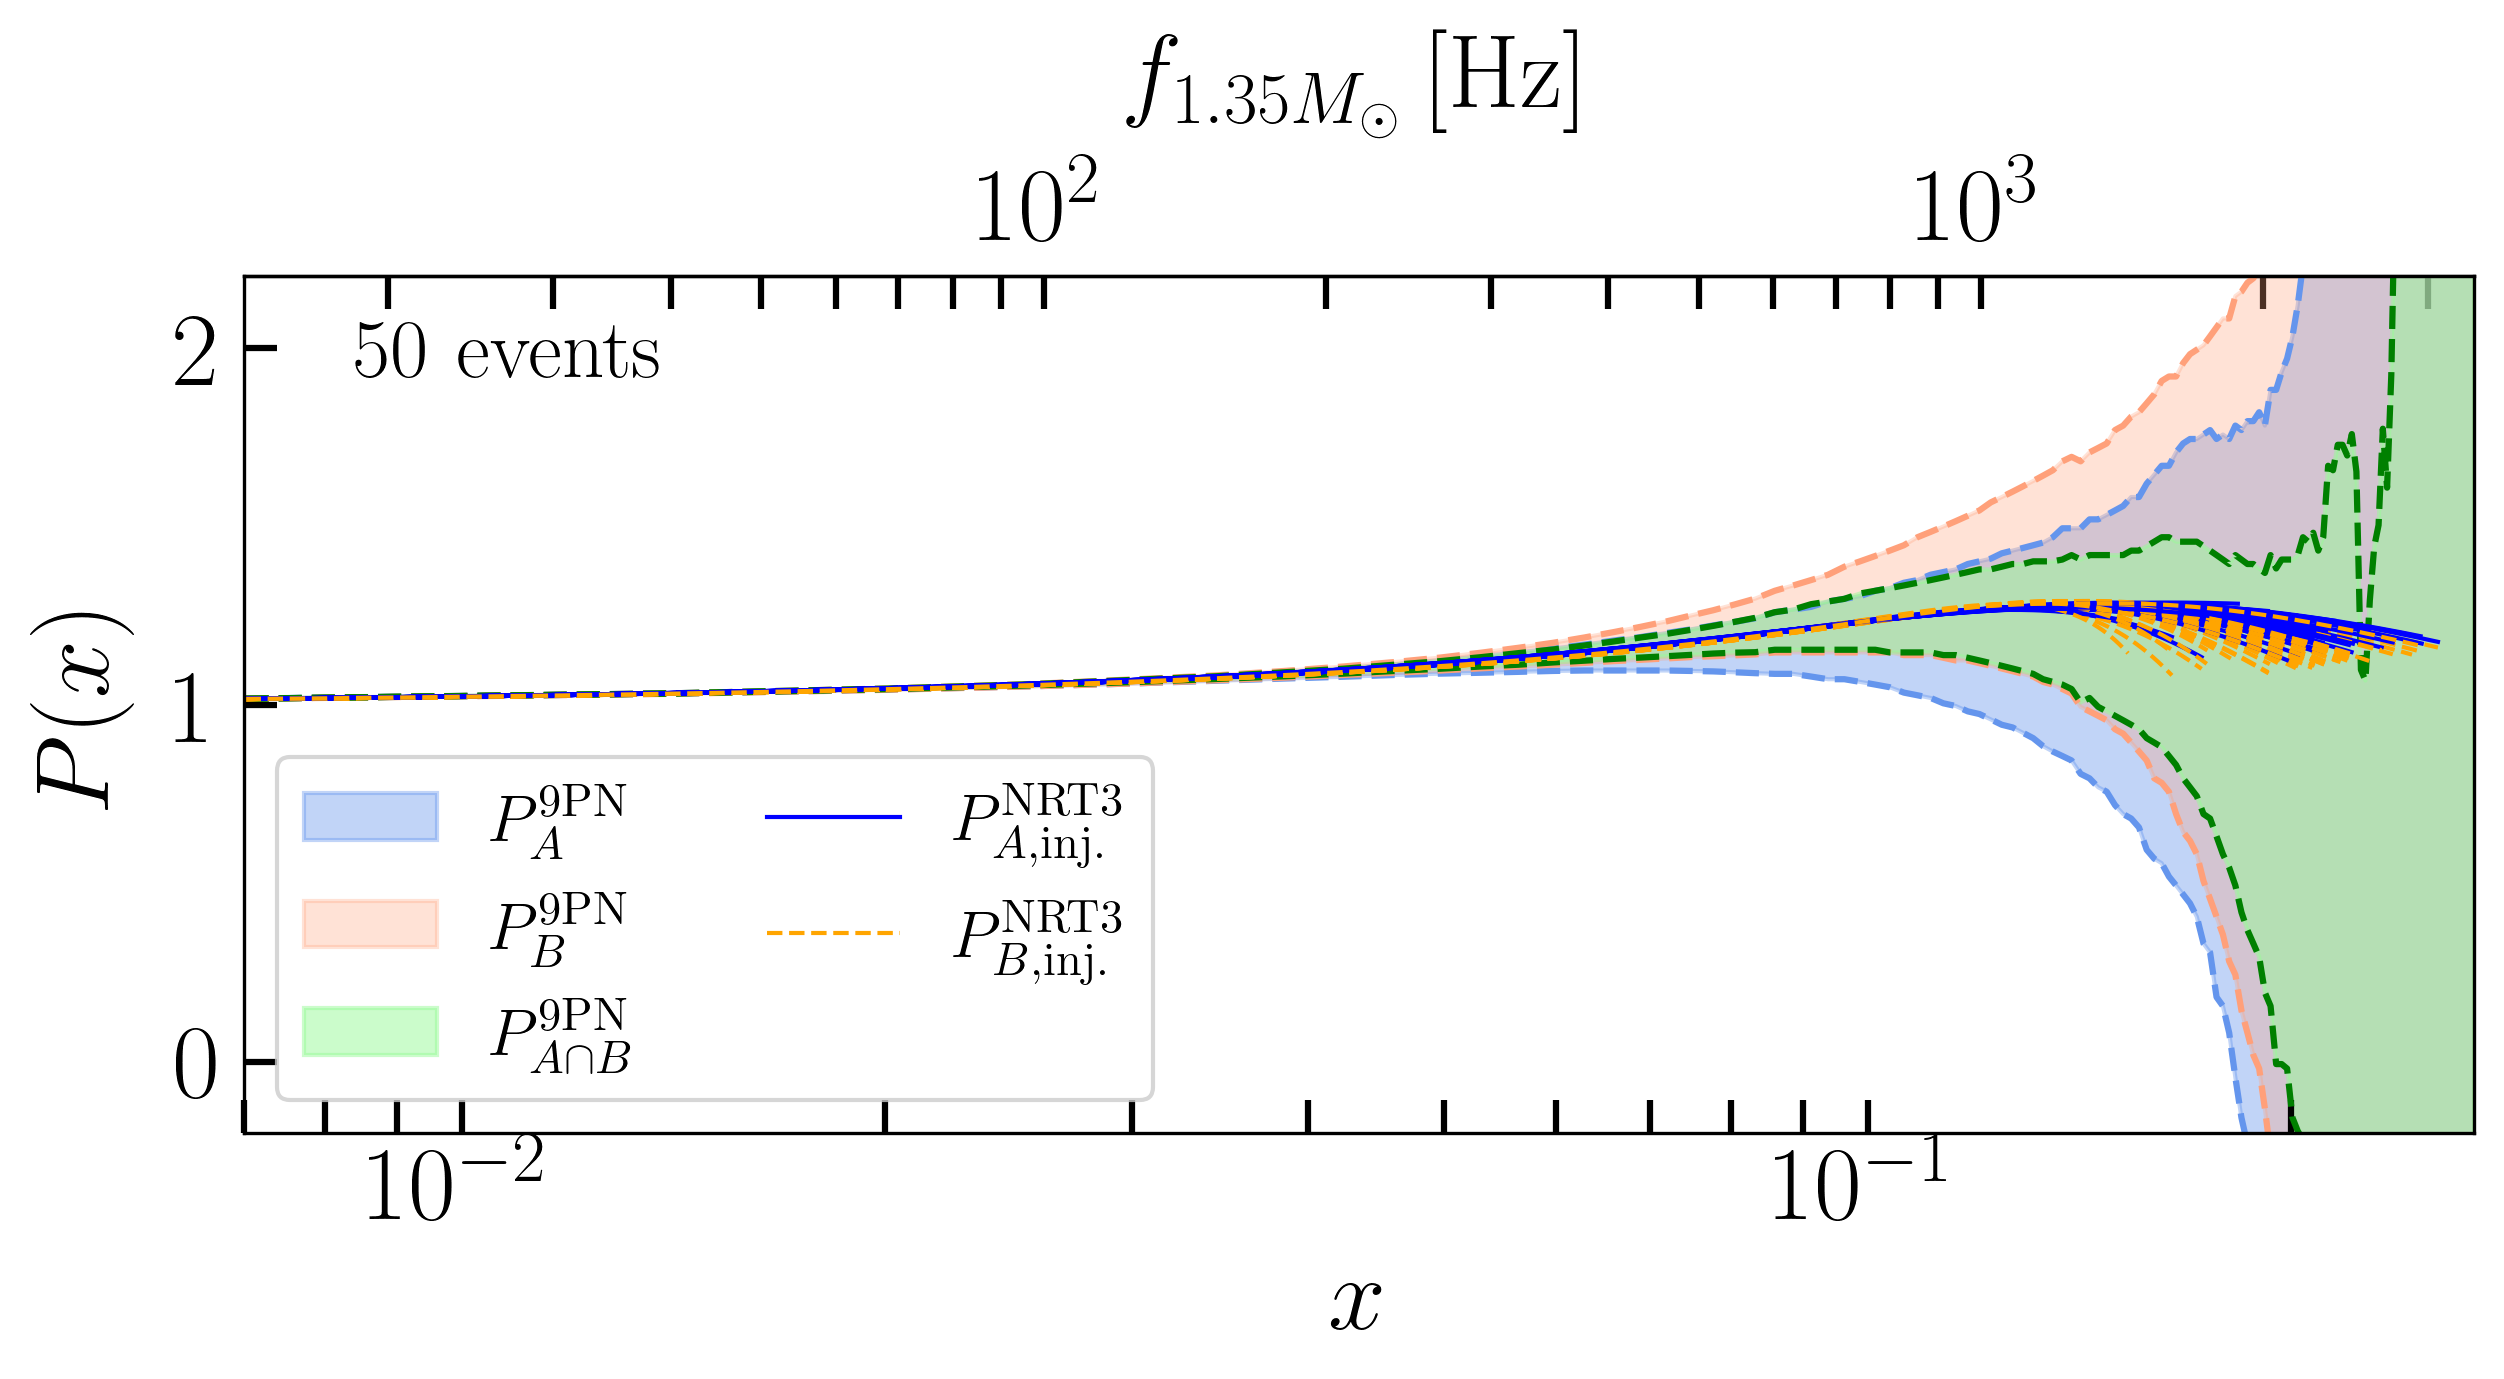 f_{1.35M_⊙} [Hz]
10^2 10^3
50 events
2
1
0
P(x)
P_A^{9PN} P_{A,inj.}^{NRT3}
P_B^{9PN} P_{B,inj.}^{NRT3}
P_{A∩B}^{9PN}
10^{−2} 10^{−1}
x